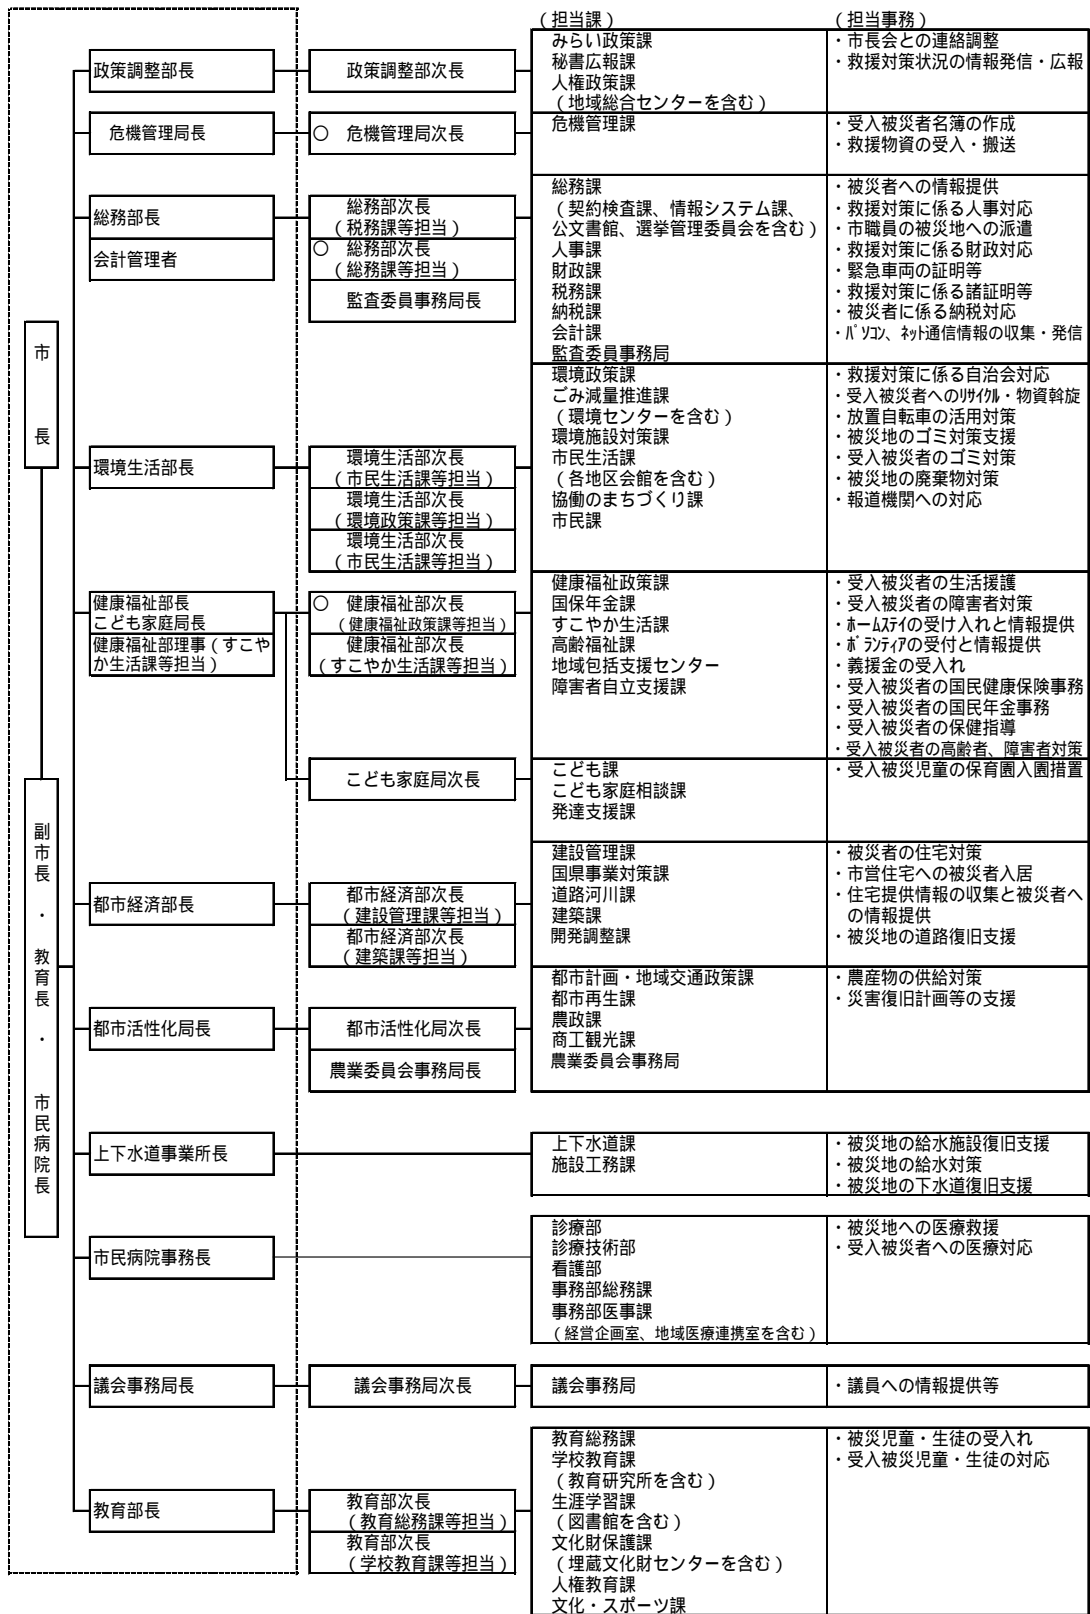 （担当課）
（担当事務）
市長
副市長・教育長・市民病院長
政策調整部長
政策調整部次長
みらい政策課
秘書広報課
人権政策課
（地域総合センターを含む）
・市長会との連絡調整
・救援対策状況の情報発信・広報
危機管理局長
○　危機管理局次長
危機管理課
・受入被災者名簿の作成
・救援物資の受入・搬送
総務部長
会計管理者
総務部次長
（税務課等担当）
○　総務部次長
（総務課等担当）
監査委員事務局長
総務課
（契約検査課、情報システム課、
公文書館、選挙管理委員会を含む）
人事課
財政課
税務課
納税課
会計課
監査委員事務局
・被災者への情報提供
・救援対策に係る人事対応
・市職員の被災地への派遣
・救援対策に係る財政対応
・緊急車両の証明等
・救援対策に係る諸証明等
・被災者に係る納税対応
・ﾊﾟｿｺﾝ、ﾈｯﾄ通信情報の収集・発信
環境生活部長
環境生活部次長
（市民生活課等担当）
環境生活部次長
（環境政策課等担当）
環境生活部次長
（市民生活課等担当）
環境政策課
ごみ減量推進課
（環境センターを含む）
環境施設対策課
市民生活課
（各地区会館を含む）
協働のまちづくり課
市民課
・救援対策に係る自治会対応
・受入被災者へのﾘｻｲｸﾙ・物資斡旋
・放置自転車の活用対策
・被災地のゴミ対策支援
・受入被災者のゴミ対策
・被災地の廃棄物対策
・報道機関への対応
健康福祉部長
こども家庭局長
健康福祉部理事（すこや
か生活課等担当）
○　健康福祉部次長
（健康福祉政策課等担当）
健康福祉部次長
（すこやか生活課等担当）
健康福祉政策課
国保年金課
すこやか生活課
高齢福祉課
地域包括支援センター
障害者自立支援課
・受入被災者の生活援護
・受入被災者の障害者対策
・ﾎｰﾑｽﾃｲの受け入れと情報提供
・ﾎﾞﾗﾝﾃｨｱの受付と情報提供
・義援金の受入れ
・受入被災者の国民健康保険事務
・受入被災者の国民年金事務
・受入被災者の保健指導
・受入被災者の高齢者、障害者対策
こども家庭局次長
こども課
こども家庭相談課
発達支援課
・受入被災児童の保育園入園措置
都市経済部長
都市経済部次長
（建設管理課等担当）
都市経済部次長
（建築課等担当）
建設管理課
国県事業対策課
道路河川課
建築課
開発調整課
・被災者の住宅対策
・市営住宅への被災者入居
・住宅提供情報の収集と被災者へ
の情報提供
・被災地の道路復旧支援
都市活性化局長
都市活性化局次長
農業委員会事務局長
都市計画・地域交通政策課
都市再生課
農政課
商工観光課
農業委員会事務局
・農産物の供給対策
・災害復旧計画等の支援
上下水道事業所長
上下水道課
施設工務課
・被災地の給水施設復旧支援
・被災地の給水対策
・被災地の下水道復旧支援
市民病院事務長
診療部
診療技術部
看護部
事務部総務課
事務部医事課
（経営企画室、地域医療連携室を含む）
・被災地への医療救援
・受入被災者への医療対応
議会事務局長
議会事務局次長
議会事務局
・議員への情報提供等
教育部長
教育部次長
（教育総務課等担当）
教育部次長
（学校教育課等担当）
教育総務課
学校教育課
（教育研究所を含む）
生涯学習課
（図書館を含む）
文化財保護課
（埋蔵文化財センターを含む）
人権教育課
文化・スポーツ課
・被災児童・生徒の受入れ
・受入被災児童・生徒の対応